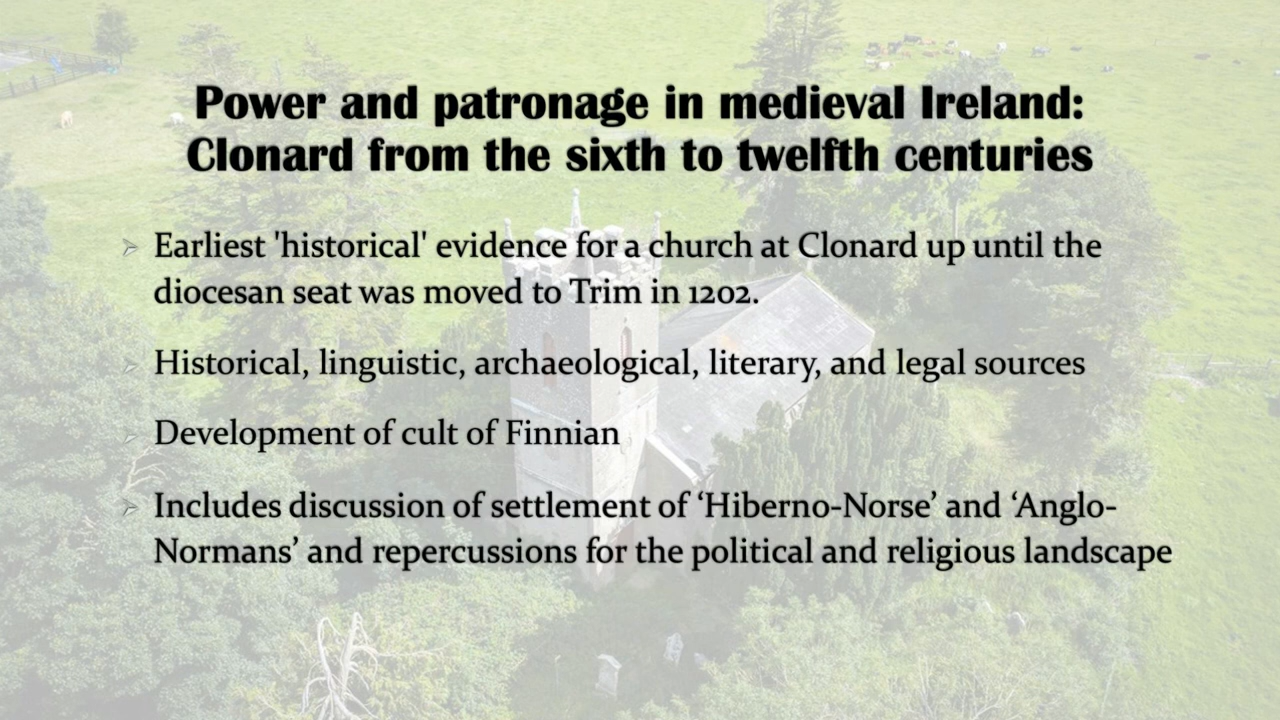 Power and patronage in medieval Ireland:
Clonard from the sixth to twelfth centuries
Earliest 'historical' evidence for a church at Clonard up until the
diocesan seat was moved to Trim in 1202.
Historical, linguistic, archaeological, literary, and legal sources
Development of cult of Finnian
Includes discussion of settlement of ‘Hiberno-Norse’ and ‘Anglo-
Normans’ and repercussions for the political and religious landscape